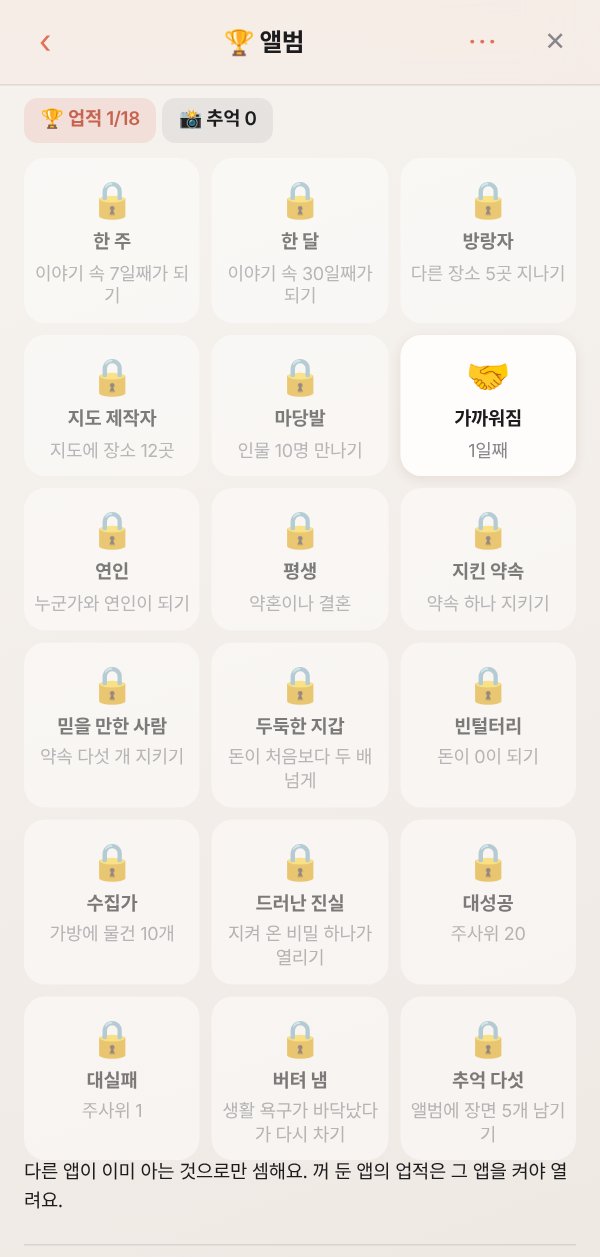 ‹ 🏆 앨범 ··· ✕
🏆 업적 1/18 📸 추억 0
한 주 한 달 방랑자
이야기 속 7일째가 되 이야기 속 30일째가 다른 장소 5곳 지나기
기 되기
지도 제작자 마당발 가까워짐
지도에 장소 12곳 인물 10명 만나기 1일째
연인 평생 지킨 약속
누군가와 연인이 되기 약혼이나 결혼 약속 하나 지키기
믿을 만한 사람 두둑한 지갑 빈털터리
약속 다섯 개 지키기 돈이 처음보다 두 배 돈이 0이 되기
넘게
수집가 드러난 진실 대성공
가방에 물건 10개 지켜 온 비밀 하나가 주사위 20
열리기
대실패 버텨 냄 추억 다섯
주사위 1 생활 욕구가 바닥났다 앨범에 장면 5개 남기
가 다시 차기 기
다른 앱이 이미 아는 것으로만 셈해요. 꺼 둔 앱의 업적은 그 앱을 켜야 열
려요.